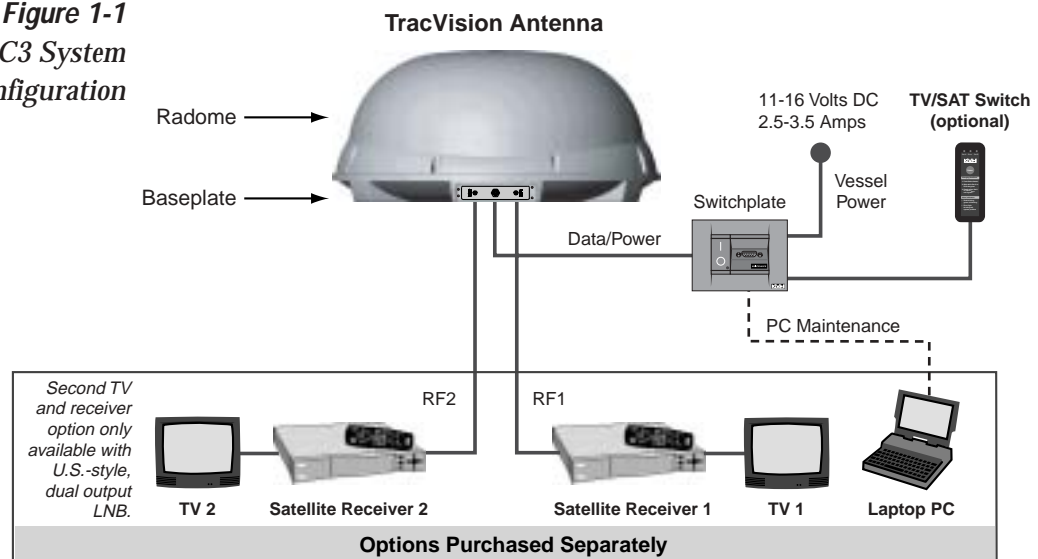 Figure 1-1
C3 System
nfiguration
TracVision Antenna
Radome
Baseplate
11-16 Volts DC
2.5-3.5 Amps
TV/SAT Switch
(optional)
Vessel
Power
Switchplate
Data/Power
PC Maintenance
Second TV
and receiver
option only
available with
U.S.-style,
dual output
LNB.
RF2
RF1
TV 2
Satellite Receiver 2
Satellite Receiver 1
TV 1
Laptop PC
Options Purchased Separately